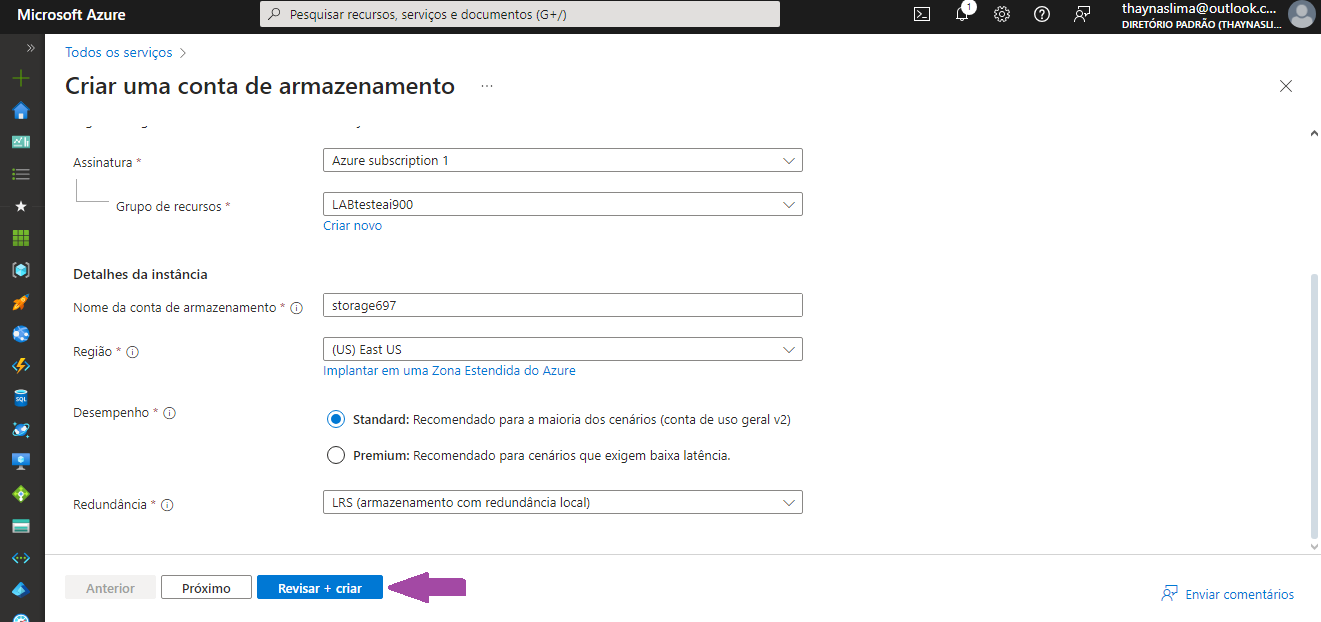 Microsoft Azure
Pesquisar recursos, serviços e documentos (G+/)
1
thaynaslima@outlook.c...
DIRETÓRIO PADRÃO (THAYNASLI...
Todos os serviços
Criar uma conta de armazenamento
...
Assinatura *
Azure subscription 1
Grupo de recursos *
LABtesteai900
Criar novo
Detalhes da instância
Nome da conta de armazenamento *
storage697
Região *
(US) East US
Implantar em uma Zona Estendida do Azure
Desempenho *
Standard: Recomendado para a maioria dos cenários (conta de uso geral v2)
Premium: Recomendado para cenários que exigem baixa latência.
Redundância *
LRS (armazenamento com redundância local)
Anterior
Próximo
Revisar + criar
Enviar comentários
SQL